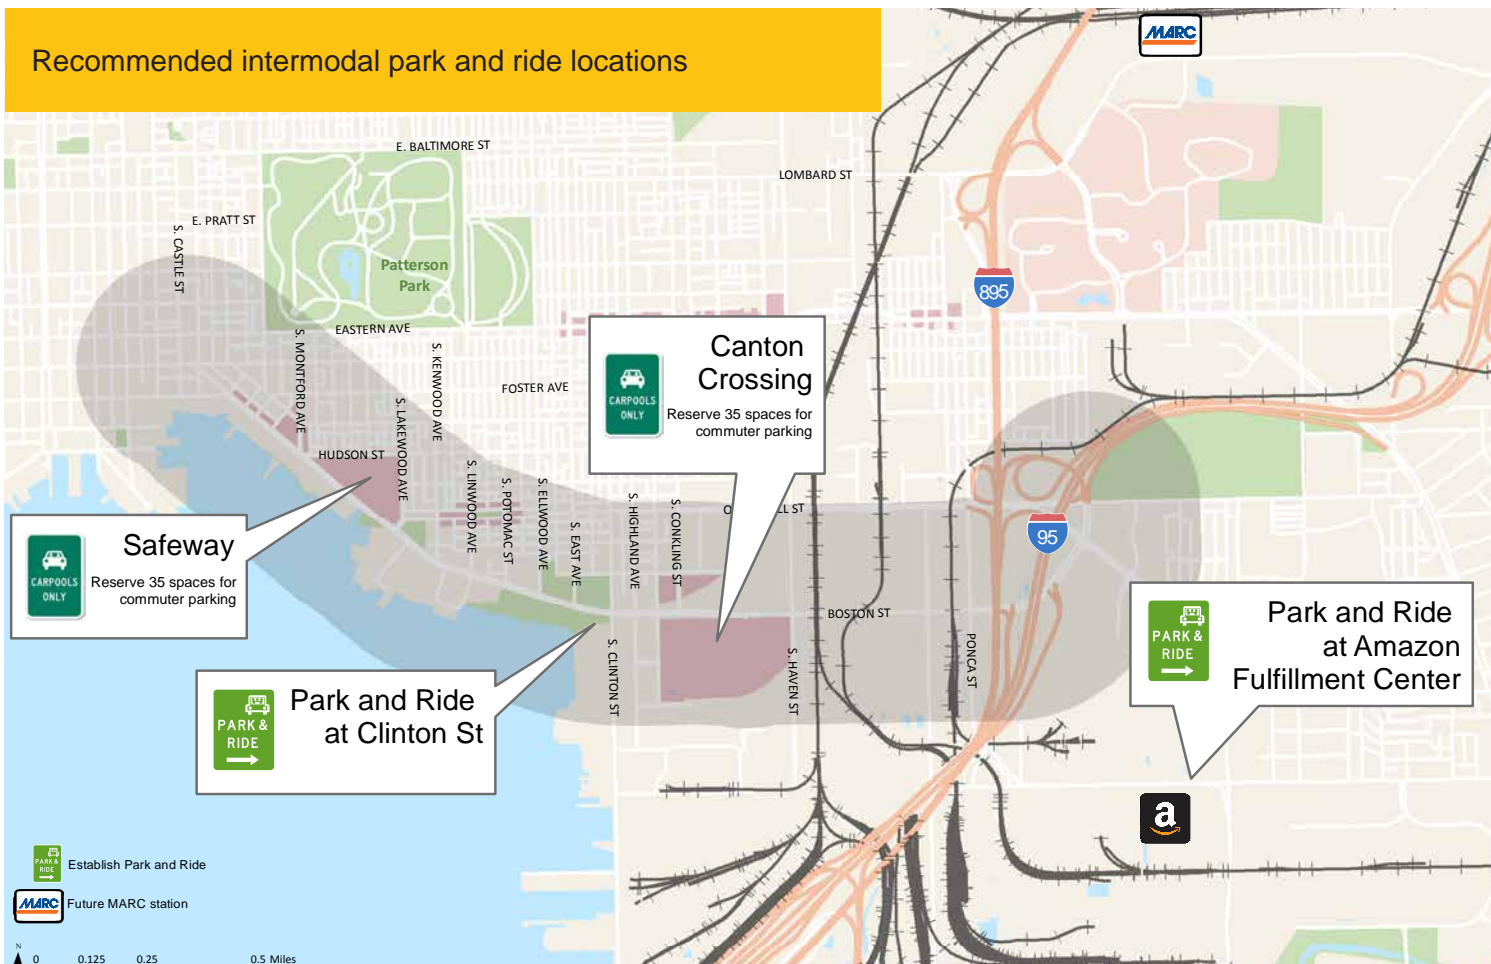 Recommended intermodal park and ride locations
MARC
E. BALTIMORE ST
LOMBARD ST
E. PRATT ST
S. CASTLE ST
Patterson
Park
895
EASTERN AVE
S. MONTFORD AVE
S. KENWOOD AVE
FOSTER AVE
S. LAKEWOOD AVE
Canton
Crossing
CARPOOLS
ONLY
Reserve 35 spaces for
commuter parking
HUDSON ST
S. LINWOOD AVE
S. POTOMAC ST
S. ELLWOOD AVE
S. EAST AVE
S. HIGHLAND AVE
S. CONKLING ST
O
LL ST
95
Safeway
CARPOOLS
ONLY
Reserve 35 spaces for
commuter parking
BOSTON ST
S. CLINTON ST
S. HAVEN ST
PONCA ST
PARK &
RIDE
Park and Ride
at Amazon
Fulfillment Center
PARK &
RIDE
Park and Ride
at Clinton St
a
PARK &
RIDE
Establish Park and Ride
MARC
Future MARC station
N
0 0.125 0.25 0.5 Miles